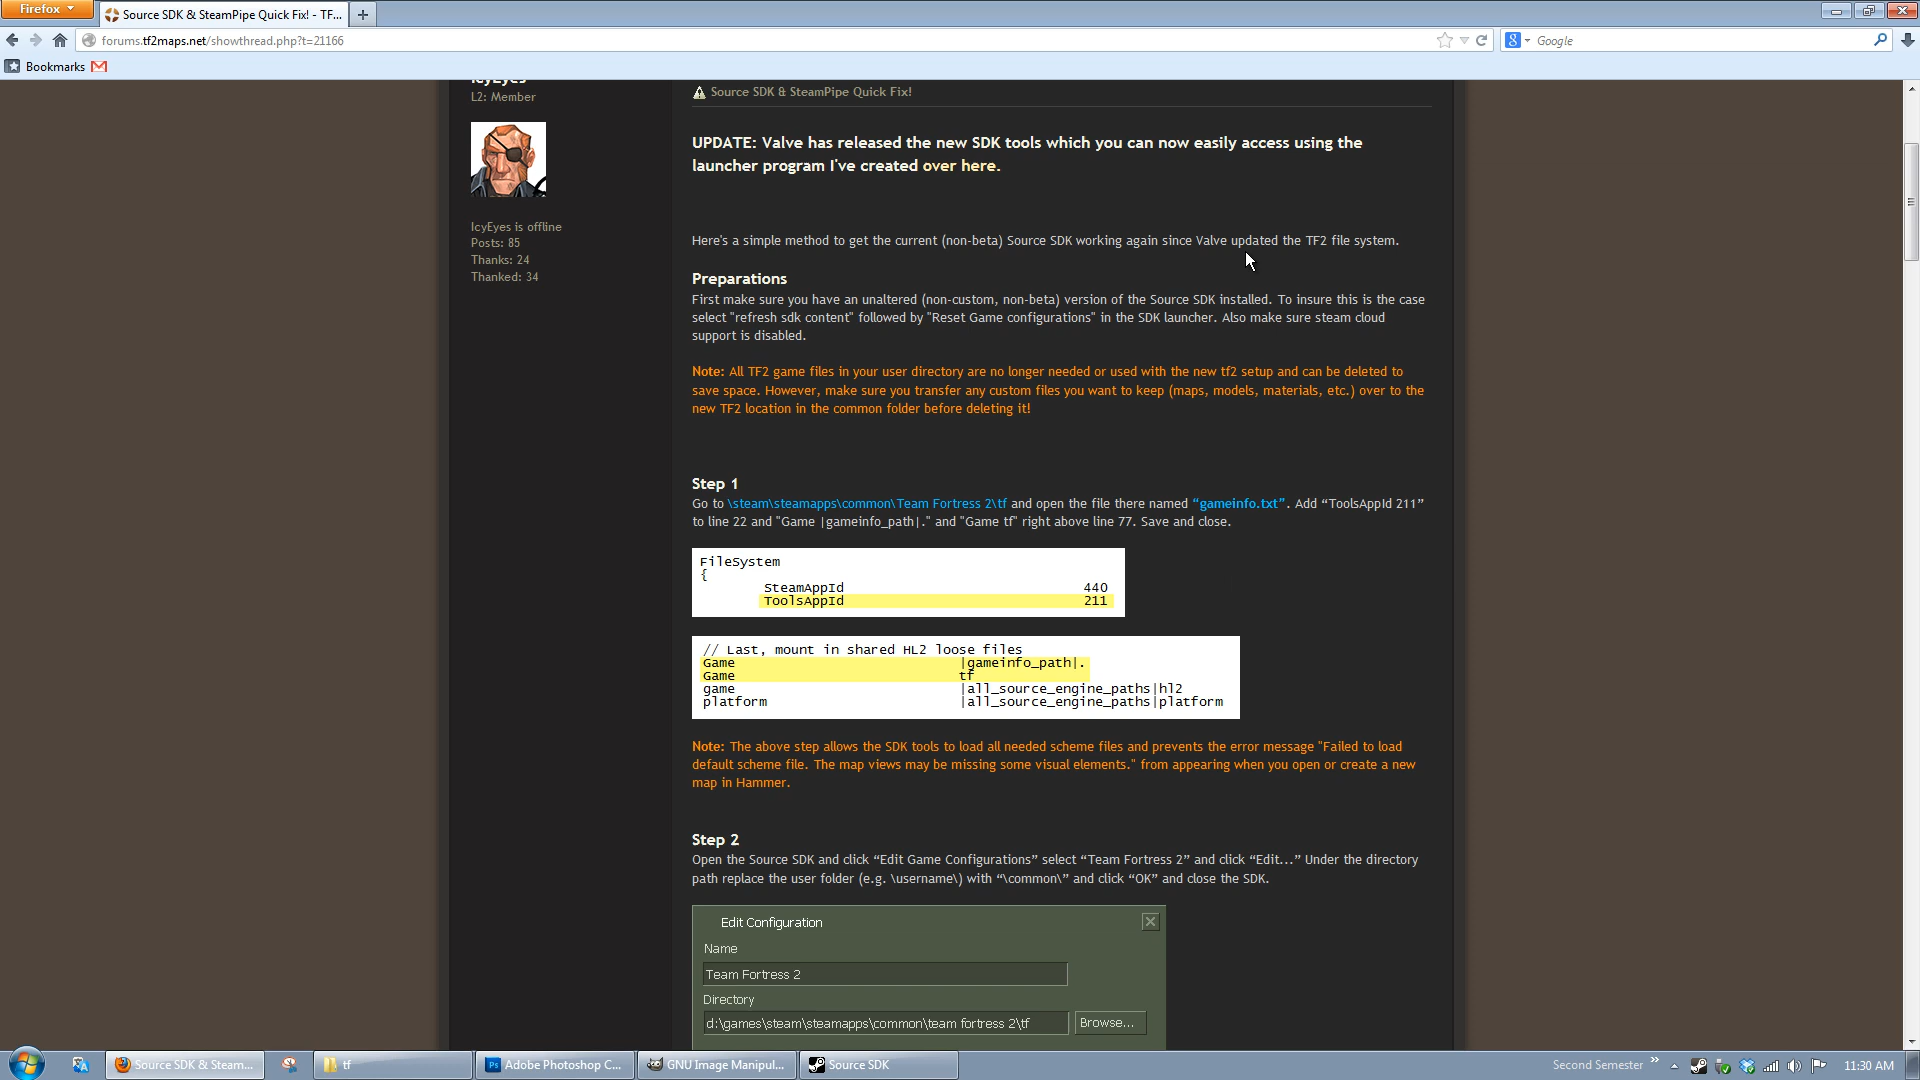 Firefox
Source SDK & SteamPipe Quick Fix! - TF...
forums.tf2maps.net/showthread.php?t=21166
Google
Bookmarks
IcyEyes
L2: Member
IcyEyes is offline
Posts: 85
Thanks: 24
Thanked: 34
Source SDK & SteamPipe Quick Fix!
UPDATE: Valve has released the new SDK tools which you can now easily access using the
launcher program I've created over here.
Here's a simple method to get the current (non-beta) Source SDK working again since Valve updated the TF2 file system.
Preparations
First make sure you have an unaltered (non-custom, non-beta) version of the Source SDK installed. To insure this is the case
select "refresh sdk content" followed by "Reset Game configurations" in the SDK launcher. Also make sure steam cloud
support is disabled.
Note: All TF2 game files in your user directory are no longer needed or used with the new tf2 setup and can be deleted to
save space. However, make sure you transfer any custom files you want to keep (maps, models, materials, etc.) over to the
new TF2 location in the common folder before deleting it!
Step 1
Go to \steam\steamapps\common\Team Fortress 2\tf and open the file there named “gameinfo.txt”. Add “ToolsAppId 211”
to line 22 and "Game |gameinfo_path|." and "Game tf" right above line 77. Save and close.
FileSystem
{
SteamAppId 440
ToolsAppId 211
// Last, mount in shared HL2 loose files
Game |gameinfo_path|.
Game tf
game |all_source_engine_paths|hl2
platform |all_source_engine_paths|platform
Note: The above step allows the SDK tools to load all needed scheme files and prevents the error message "Failed to load
default scheme file. The map views may be missing some visual elements." from appearing when you open or create a new
map in Hammer.
Step 2
Open the Source SDK and click “Edit Game Configurations” select “Team Fortress 2” and click “Edit...” Under the directory
path replace the user folder (e.g. \username\) with “\common\” and click “OK” and close the SDK.
Edit Configuration
Name
Team Fortress 2
Directory
d:\games\steam\steamapps\common\team fortress 2\tf
Browse...
Source SDK & Steam...
tf
Adobe Photoshop C...
GNU Image Manipul...
Source SDK
Second Semester
11:30 AM